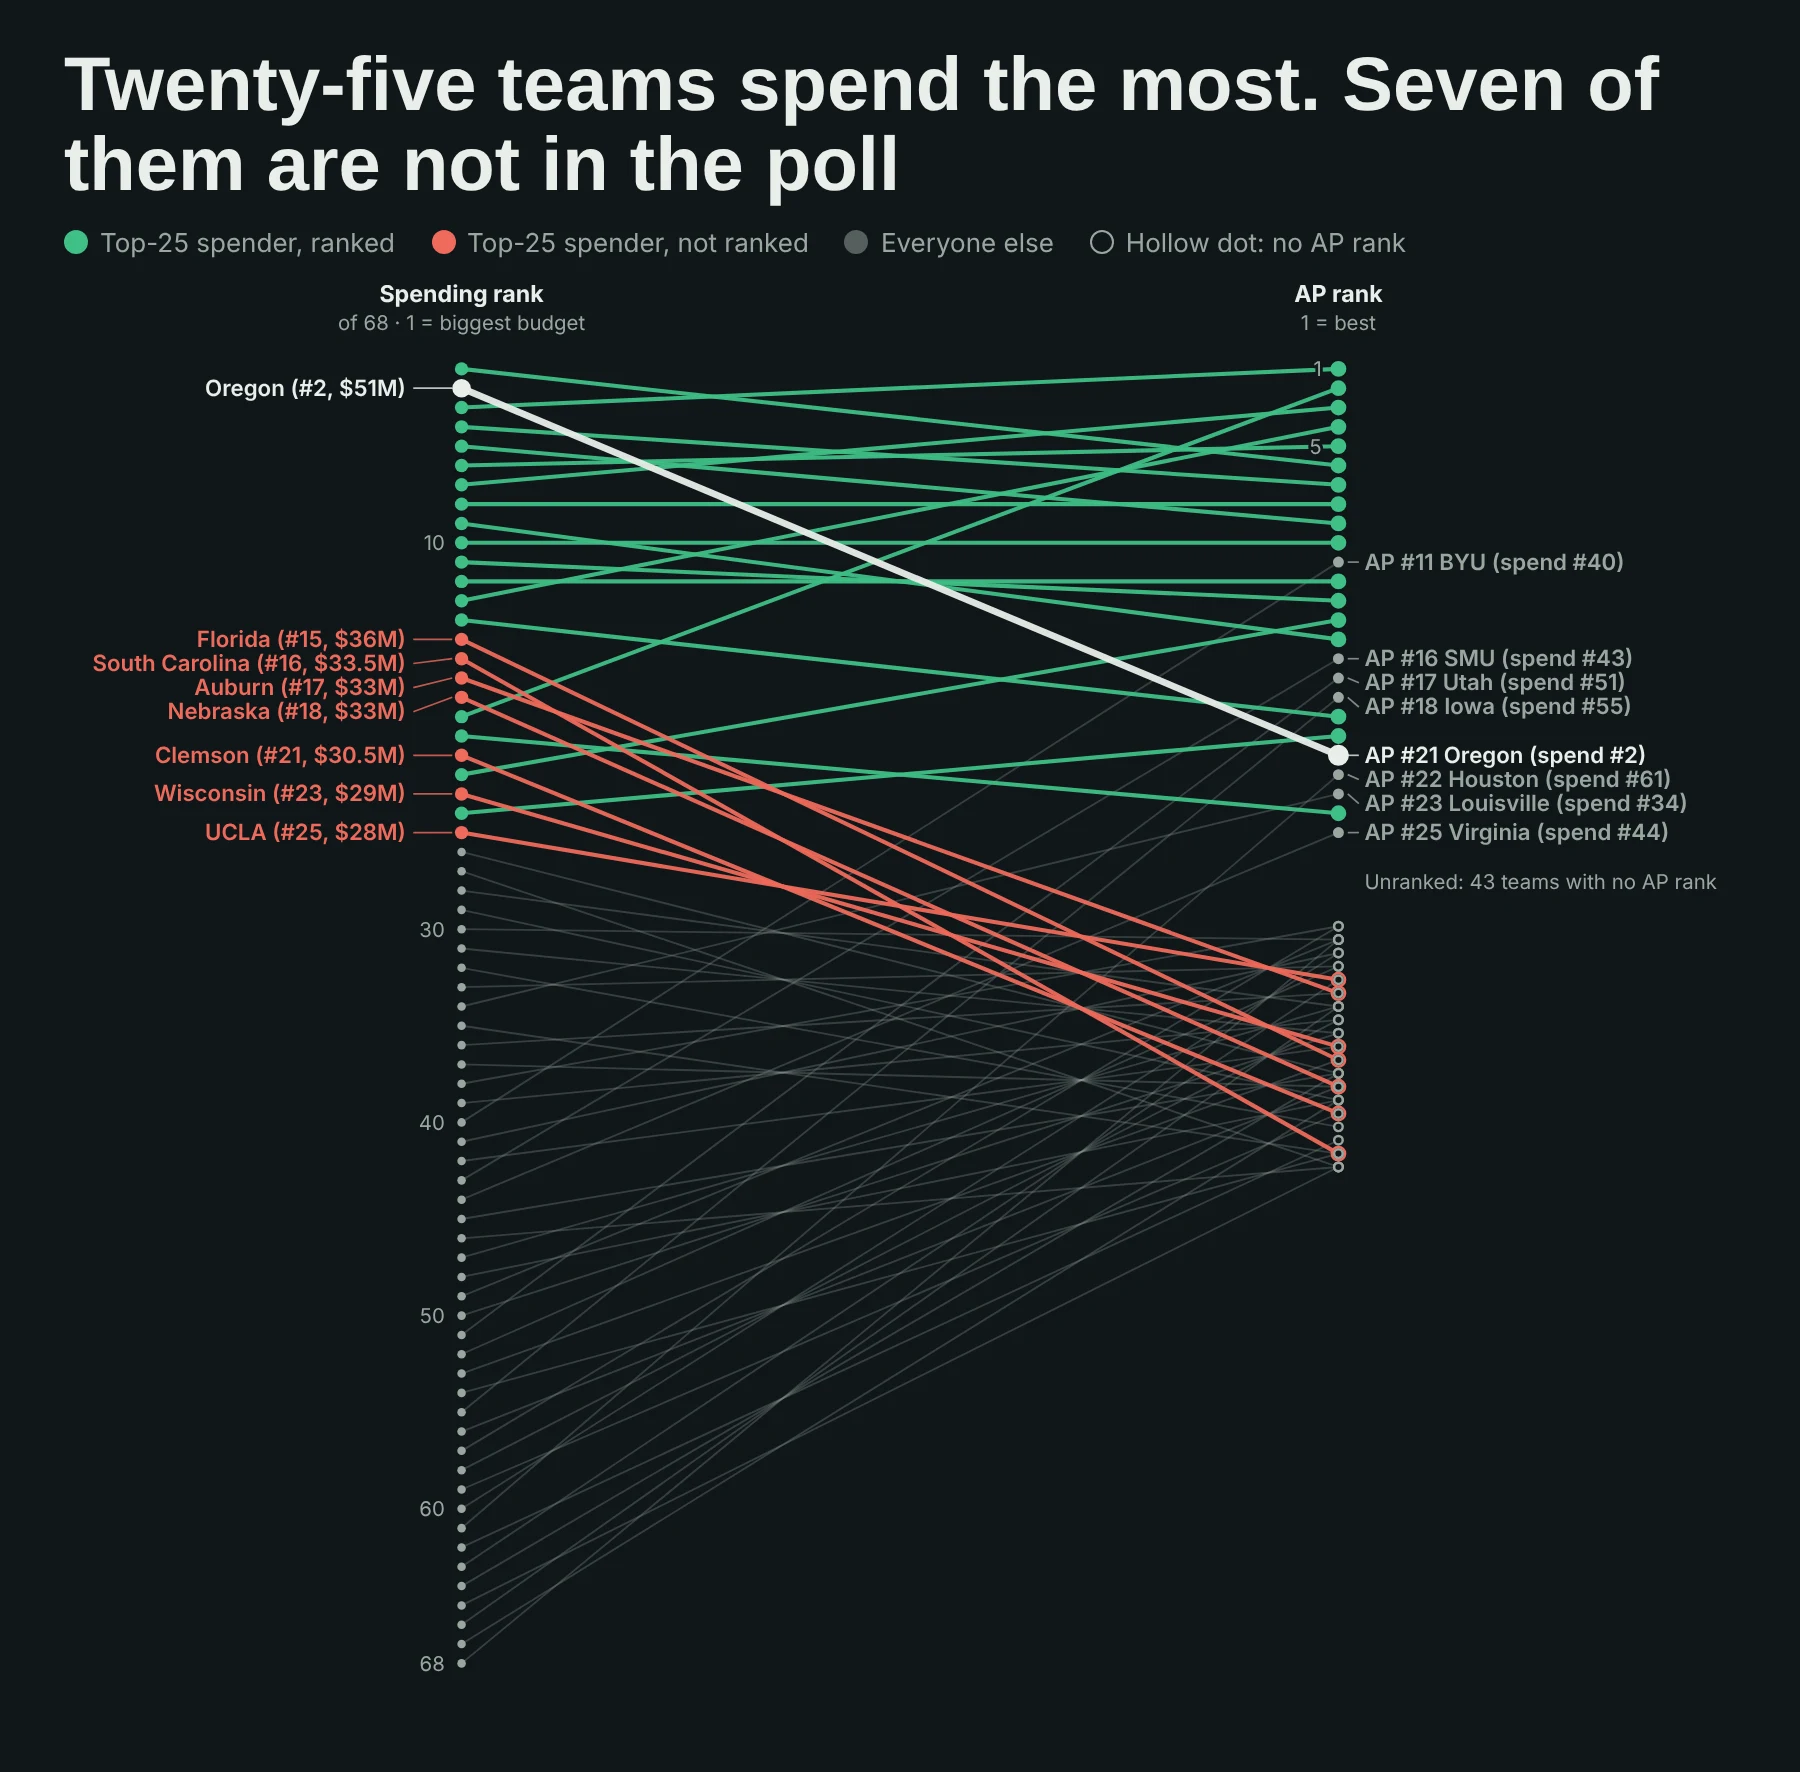 Twenty-five teams spend the most. Seven of
them are not in the poll
Top-25 spender, ranked
Top-25 spender, not ranked
Everyone else
Hollow dot: no AP rank
Spending rank
of 68 · 1 = biggest budget
AP rank
1 = best
Oregon (#2, $51M)
10
Florida (#15, $36M)
South Carolina (#16, $33.5M)
Auburn (#17, $33M)
Nebraska (#18, $33M)
Clemson (#21, $30.5M)
Wisconsin (#23, $29M)
UCLA (#25, $28M)
30
40
50
60
68
1
5
AP #11 BYU (spend #40)
AP #16 SMU (spend #43)
AP #17 Utah (spend #51)
AP #18 Iowa (spend #55)
AP #21 Oregon (spend #2)
AP #22 Houston (spend #61)
AP #23 Louisville (spend #34)
AP #25 Virginia (spend #44)
Unranked: 43 teams with no AP rank